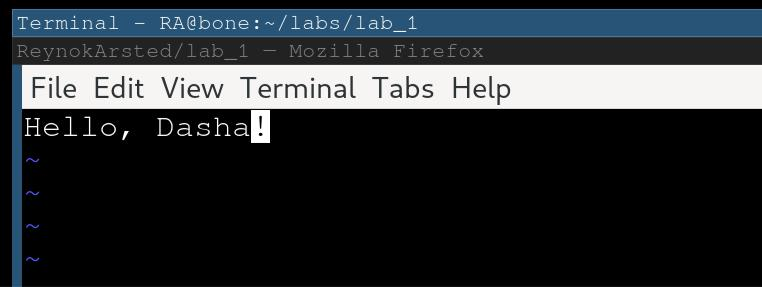 Terminal - RA@bone:~/labs/lab_1
ReynokArsted/lab_1 — Mozilla Firefox
File Edit View Terminal Tabs Help
Hello, Dasha!
~
~
~
~